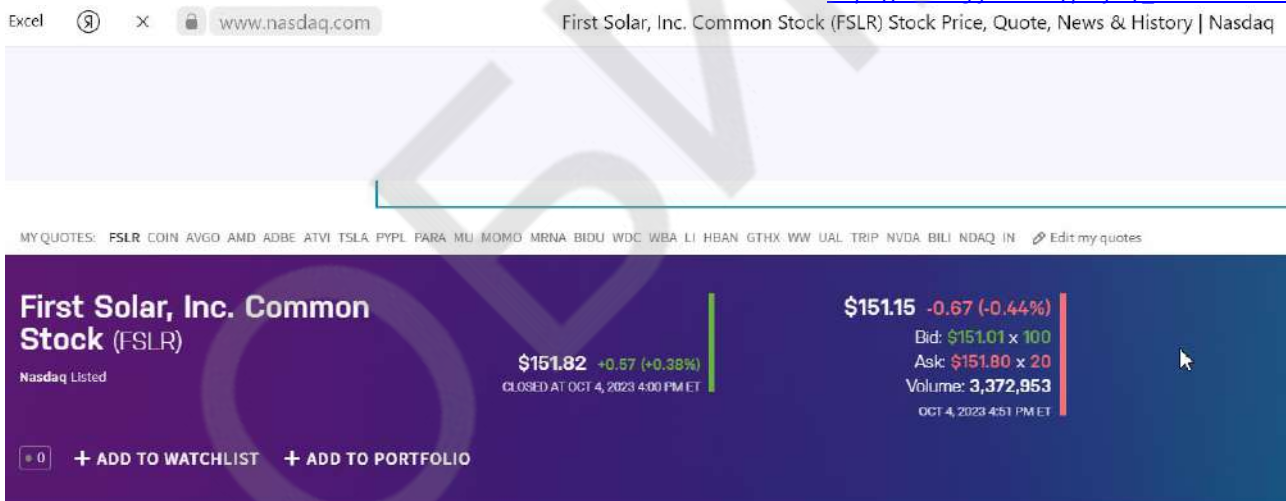 Excel Я × www.nasdaq.com First Solar, Inc. Common Stock (FSLR) Stock Price, Quote, News & History | Nasdaq
MY QUOTES: FSLR COIN AVGO AMD ADBE ATVI TSLA PYPL PARA MU MOMO MRNA BIDU WDC WBA LI HBAN GTHX WW UAL TRIP NVDA BILI NDAQ IN Edit my quotes
First Solar, Inc. Common
Stock (FSLR)
Nasdaq Listed
$151.82 +0.57 (+0.38%)
CLOSED AT OCT 4, 2023 4:00 PM ET
$151.15 -0.67 (-0.44%)
Bid: $151.01 x 100
Ask: $151.80 x 20
Volume: 3,372,953
OCT 4, 2023 4:51 PM ET
0 + ADD TO WATCHLIST + ADD TO PORTFOLIO